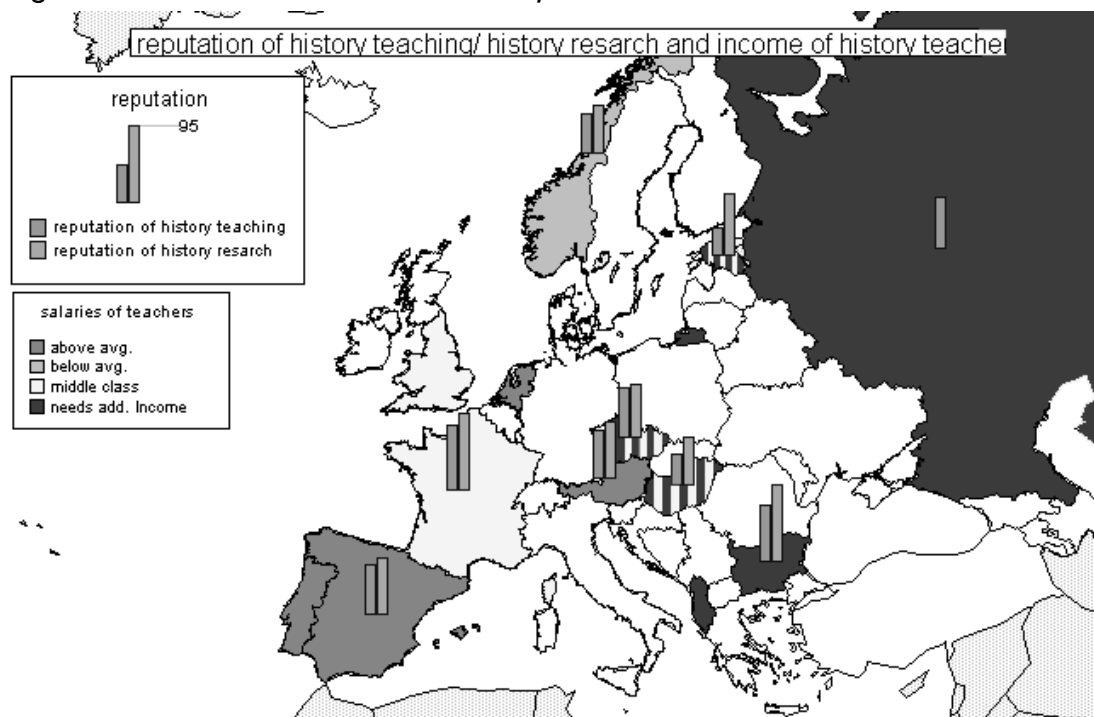 reputation of history teaching/ history resarch and income of history teache
reputation
95
reputation of history teaching
reputation of history resarch
salaries of teachers
above avg.
below avg.
middle class
needs add. Income